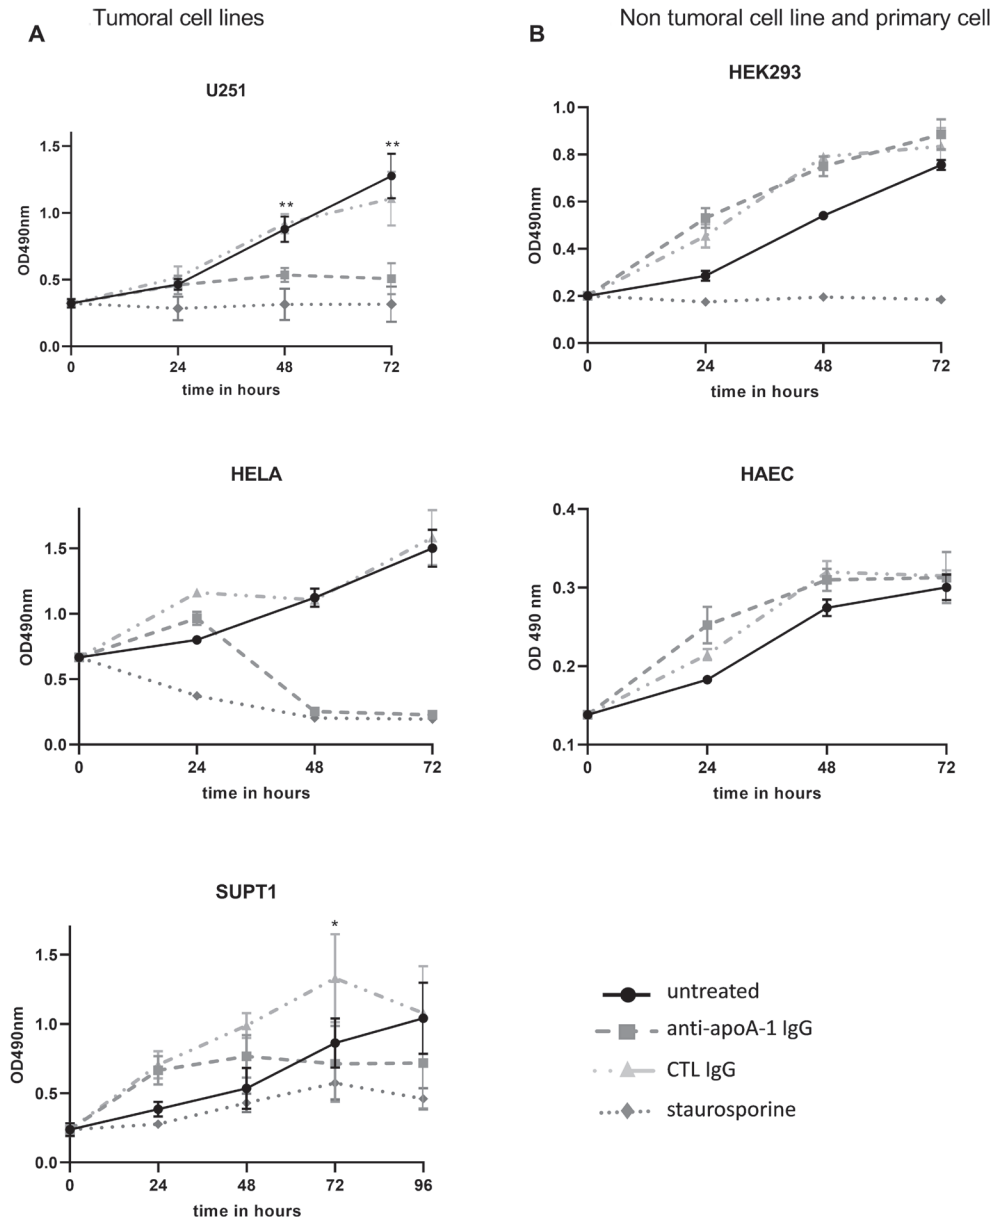 Tumoral cell lines
A
U251
**
**
1.5
1.0
0.5
0.0
OD490nm
0 24 48 72
time in hours
HELA
1.5
1.0
0.5
0.0
OD490nm
0 24 48 72
time in hours
SUPT1
*
1.5
1.0
0.5
0.0
OD490nm
0 24 48 72 96
time in hours
Non tumoral cell line and primary cell
B
HEK293
1.0
0.8
0.6
0.4
0.2
0.0
OD490nm
0 24 48 72
time in hours
HAEC
0.4
0.3
0.2
0.1
OD 490 nm
0 24 48 72
time in hours
untreated
anti-apoA-1 IgG
CTL IgG
staurosporine